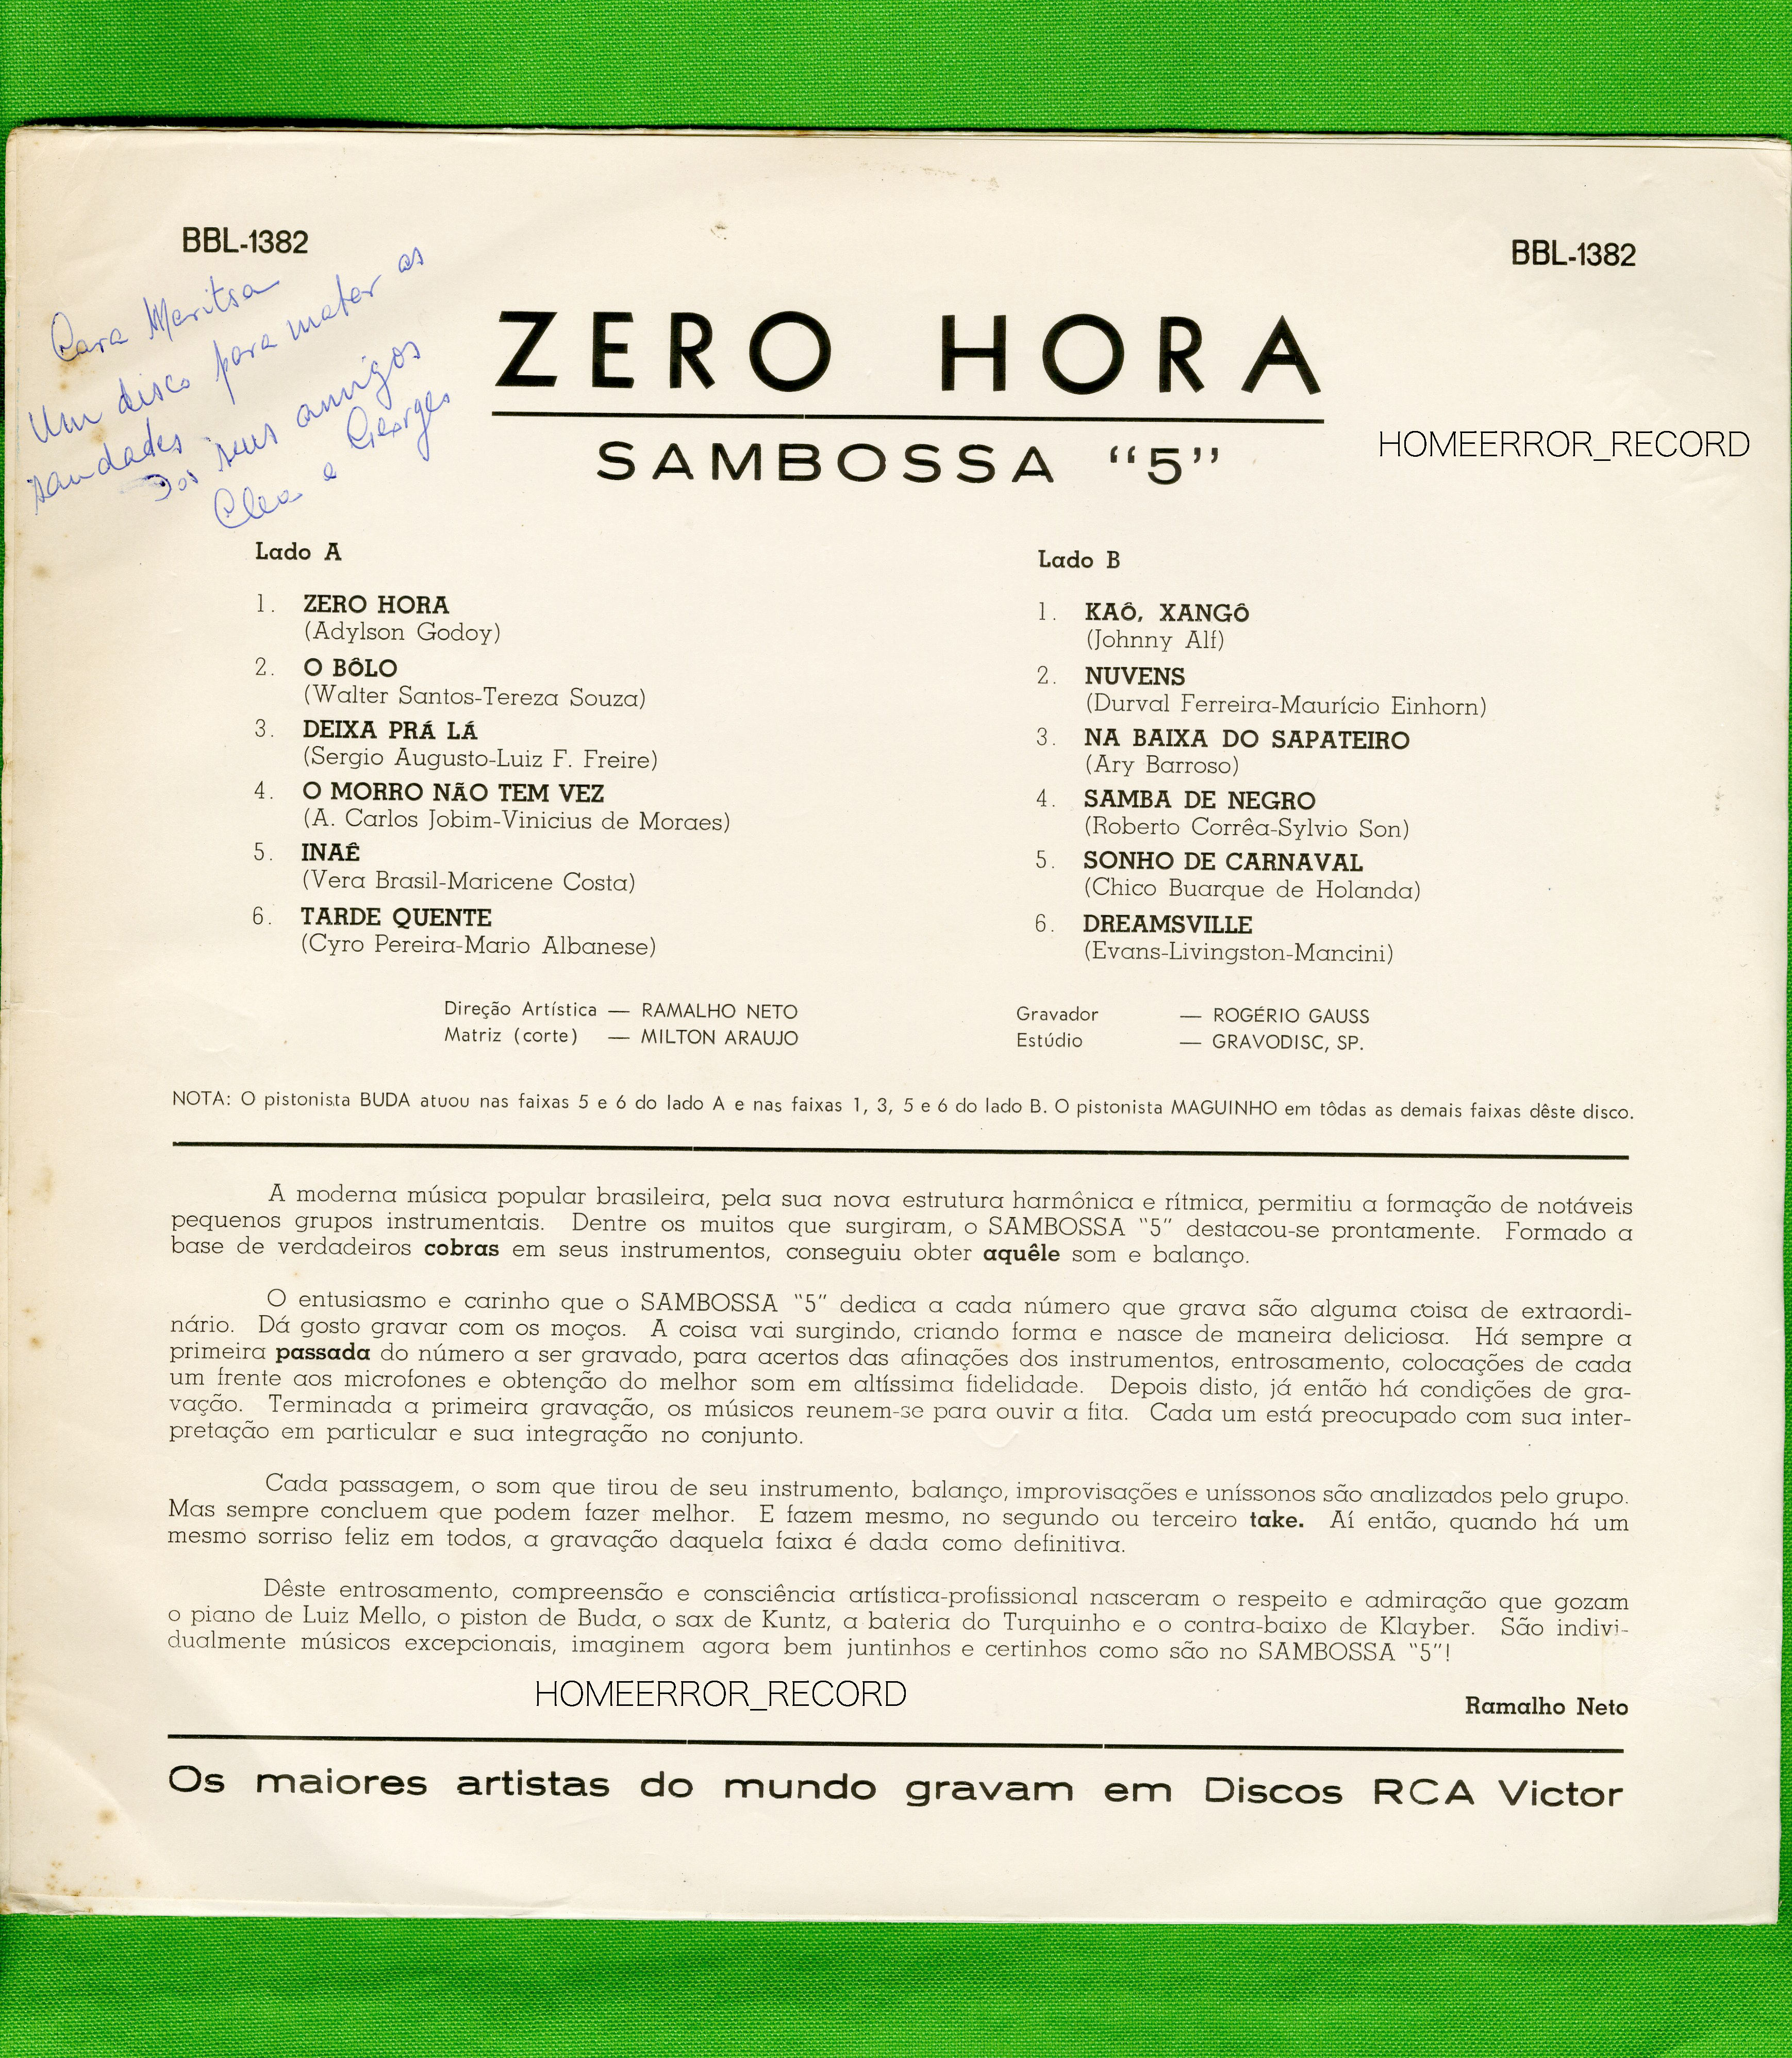 BBL-1382
BBL-1382
Cara Maritsa
Um disco para matar as
saudades
Dos seus amigos
Clea e Georges
ZERO HORA
SAMBOSSA “5”
HOMEERROR_RECORD
Lado A
1. ZERO HORA
(Adylson Godoy)
2. O BÔLO
(Walter Santos-Tereza Souza)
3. DEIXA PRÁ LÁ
(Sergio Augusto-Luiz F. Freire)
4. O MORRO NÃO TEM VEZ
(A. Carlos Jobim-Vinicius de Moraes)
5. INAÊ
(Vera Brasil-Maricene Costa)
6. TARDE QUENTE
(Cyro Pereira-Mario Albanese)
Lado B
1. KAÔ, XANGÔ
(Johnny Alf)
2. NUVENS
(Durval Ferreira-Maurício Einhorn)
3. NA BAIXA DO SAPATEIRO
(Ary Barroso)
4. SAMBA DE NEGRO
(Roberto Corrêa-Sylvio Son)
5. SONHO DE CARNAVAL
(Chico Buarque de Holanda)
6. DREAMSVILLE
(Evans-Livingston-Mancini)
Direção Artística — RAMALHO NETO
Matriz (corte) — MILTON ARAUJO
Gravador — ROGÉRIO GAUSS
Estúdio — GRAVODISC, SP.
NOTA: O pistonista BUDA atuou nas faixas 5 e 6 do lado A e nas faixas 1, 3, 5 e 6 do lado B. O pistonista MAGUINHO em tôdas as demais faixas dêste disco.
A moderna música popular brasileira, pela sua nova estrutura harmônica e rítmica, permitiu a formação de notáveis
pequenos grupos instrumentais. Dentre os muitos que surgiram, o SAMBOSSA “5” destacou-se prontamente. Formado a
base de verdadeiros cobras em seus instrumentos, conseguiu obter aquêle som e balanço.
O entusiasmo e carinho que o SAMBOSSA “5” dedica a cada número que grava são alguma coisa de extraordi-
nário. Dá gosto gravar com os moços. A coisa vai surgindo, criando forma e nasce de maneira deliciosa. Há sempre a
primeira passada do número a ser gravado, para acertos das afinações dos instrumentos, entrosamento, colocações de cada
um frente aos microfones e obtenção do melhor som em altíssima fidelidade. Depois disto, já então há condições de gra-
vação. Terminada a primeira gravação, os músicos reunem-se para ouvir a fita. Cada um está preocupado com sua inter-
pretação em particular e sua integração no conjunto.
Cada passagem, o som que tirou de seu instrumento, balanço, improvisações e uníssonos são analizados pelo grupo.
Mas sempre concluem que podem fazer melhor. E fazem mesmo, no segundo ou terceiro take. Aí então, quando há um
mesmo sorriso feliz em todos, a gravação daquela faixa é dada como definitiva.
Dêste entrosamento, compreensão e consciência artística-profissional nasceram o respeito e admiração que gozam
o piano de Luiz Mello, o piston de Buda, o sax de Kuntz, a bateria do Turquinho e o contra-baixo de Klayber. São indivi-
dualmente músicos excepcionais, imaginem agora bem juntinhos e certinhos como são no SAMBOSSA “5”!
HOMEERROR_RECORD
Ramalho Neto
Os maiores artistas do mundo gravam em Discos RCA Victor